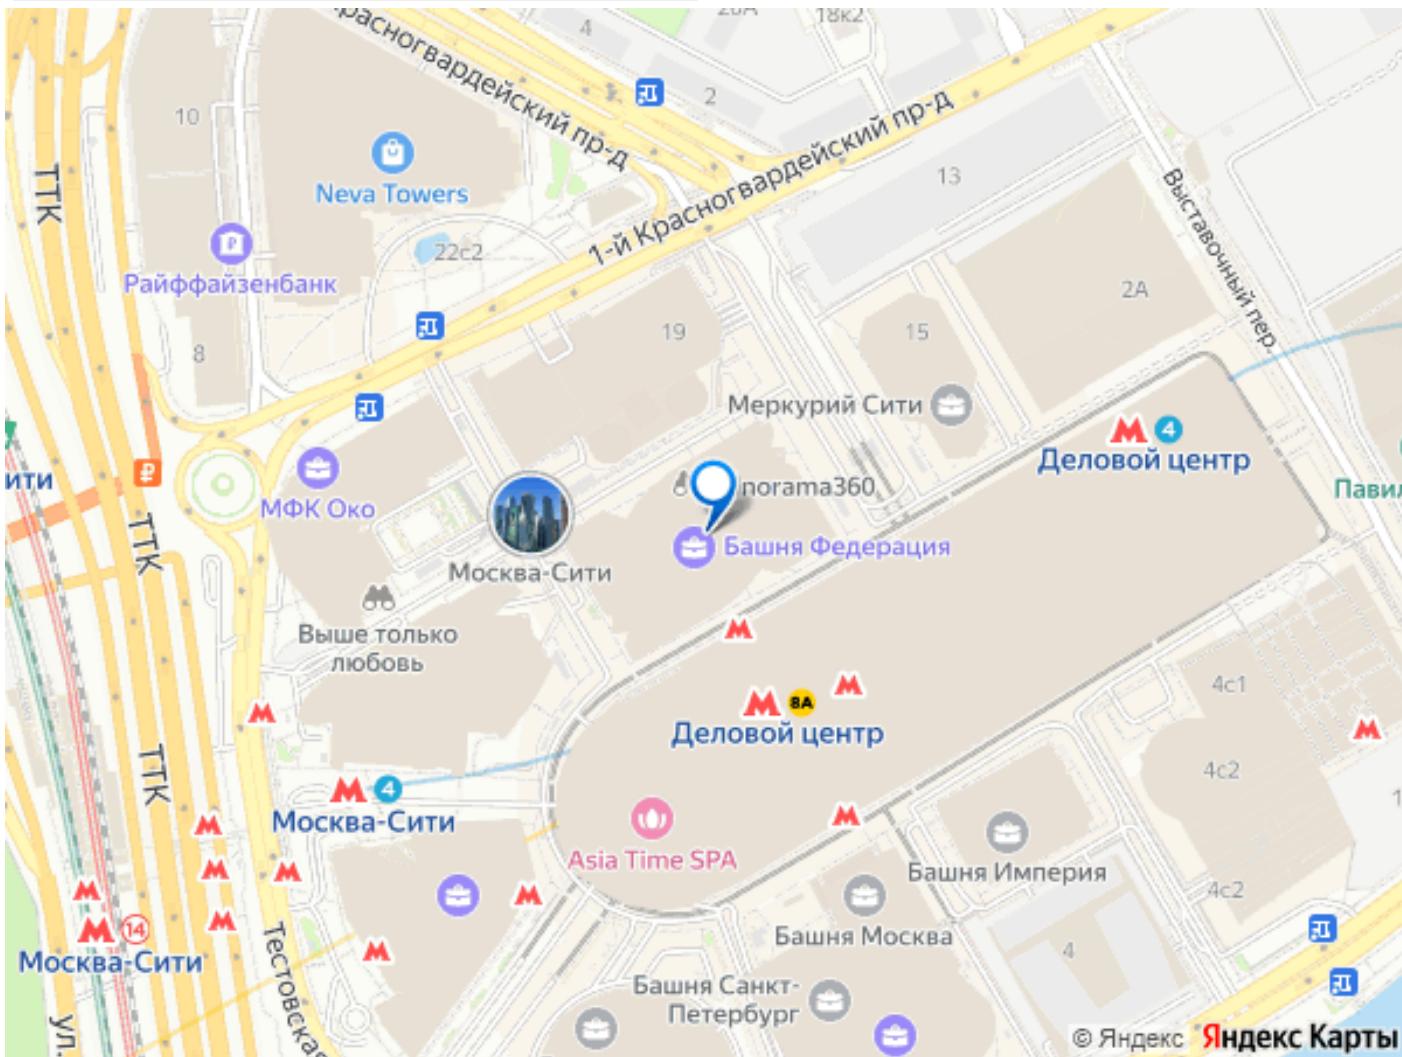 4
18к2
Красногвардейский пр-д
2
10
ТТК
Neva Towers
1-й Красногвардейский пр-д
13
Выставочный пер.
22с2
Райффайзенбанк
2А
19
15
8
Меркурий Сити
4
Деловой центр
₽
МФК Око
norama360
Москва-Сити
Башня Федерация
ТТК
Выше только
любовь
8А
Деловой центр
4с1
4с2
ТТК
4
Москва-Сити
Asia Time SPA
Башня Империя
4с2
14
Москва-Сити
Башня Москва
4
Тестовская
Башня Санкт-
Петербург
ул.
© Яндекс Яндекс Карты